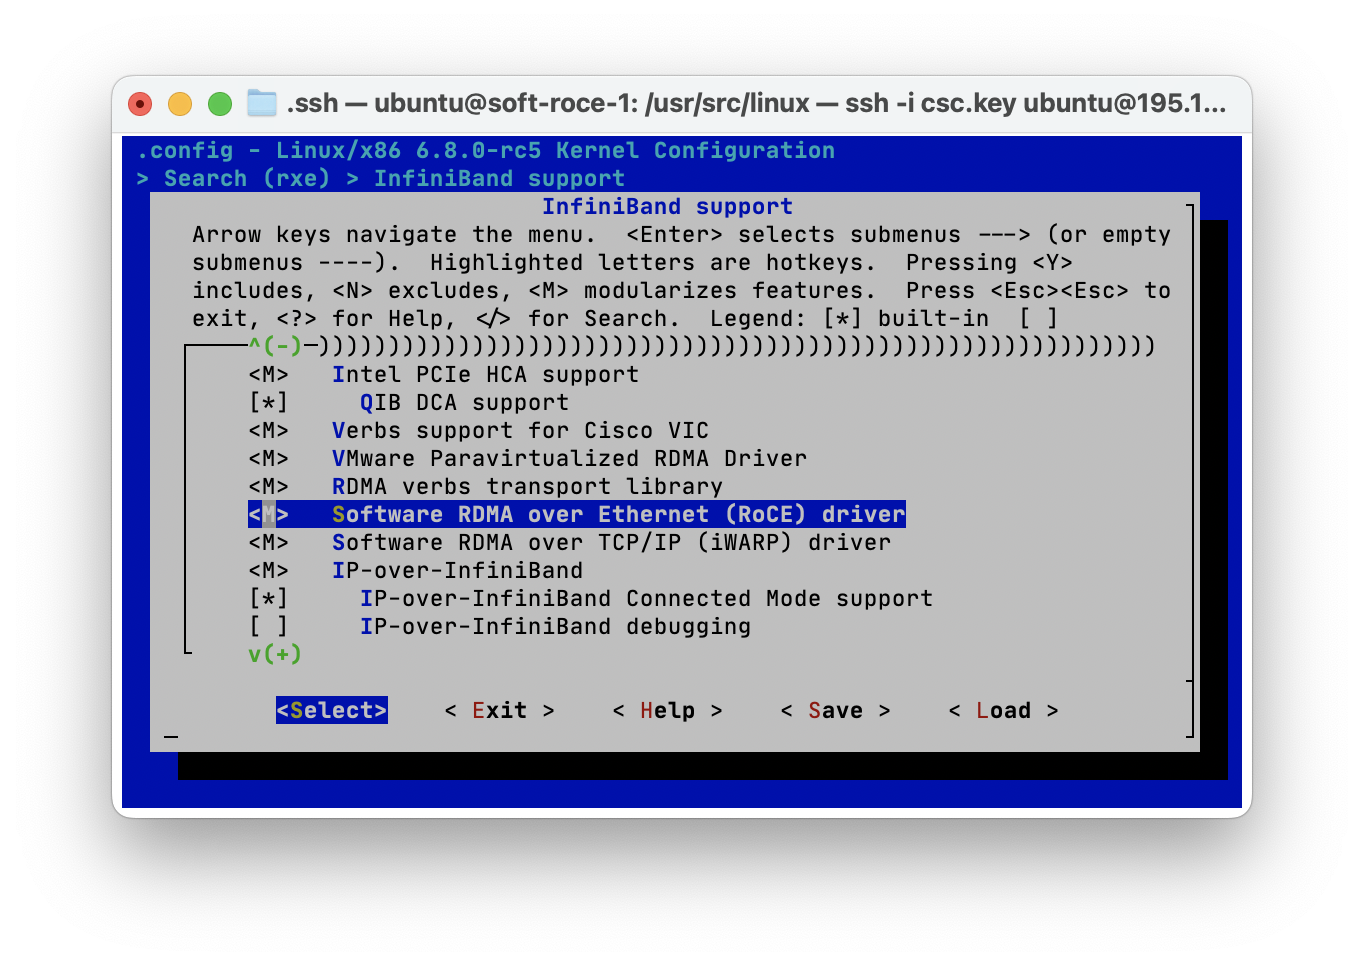 .ssh — ubuntu@soft-roce-1: /usr/src/linux — ssh -i csc.key ubuntu@195.1...
.config - Linux/x86 6.8.0-rc5 Kernel Configuration
> Search (rxe) > InfiniBand support
InfiniBand support
Arrow keys navigate the menu.  <Enter> selects submenus ---> (or empty
submenus ----).  Highlighted letters are hotkeys.  Pressing <Y>
includes, <N> excludes, <M> modularizes features.  Press <Esc><Esc> to
exit, <?> for Help, </> for Search.  Legend: [*] built-in  [ ]
^(-)─))))))))))))))))))))))))))))))))))))))))))))))))))))))))))))
<M>   Intel PCIe HCA support
[*]     QIB DCA support
<M>   Verbs support for Cisco VIC
<M>   VMware Paravirtualized RDMA Driver
<M>   RDMA verbs transport library
<M>   Software RDMA over Ethernet (RoCE) driver
<M>   Software RDMA over TCP/IP (iWARP) driver
<M>   IP-over-InfiniBand
[*]     IP-over-InfiniBand Connected Mode support
[ ]     IP-over-InfiniBand debugging
v(+)
<Select>    < Exit >    < Help >    < Save >    < Load >